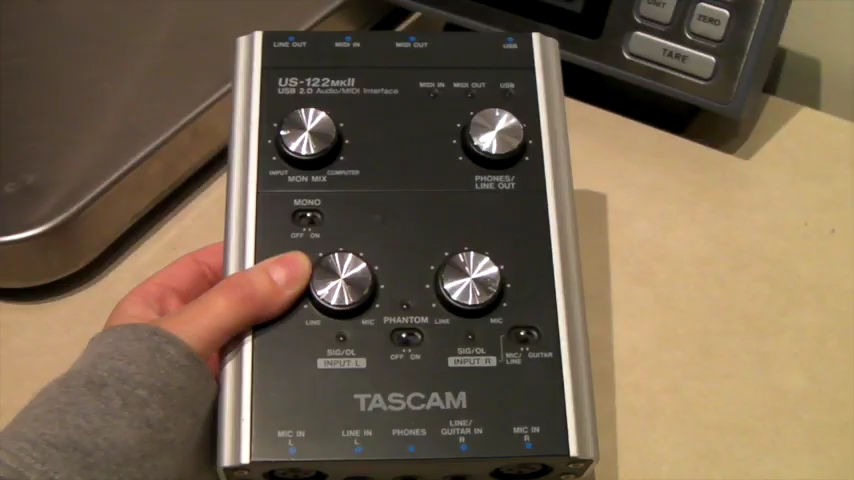 UNIT
ZERO
TARE
LINE OUT MIDI IN MIDI OUT USB
US-122MKII
USB 2.0 Audio/MIDI Interface
MIDI IN MIDI OUT USB
INPUT COMPUTER
MON MIX
PHONES/
LINE OUT
MONO
OFF ON
LINE MIC
PHANTOM
LINE MIC
OFF ON
SIG/OL
INPUT L
SIG/OL
INPUT R
MIC/
LINE
GUITAR
TASCAM
MIC IN
L
LINE IN
L
PHONES
LINE/
GUITAR IN
R
MIC IN
R